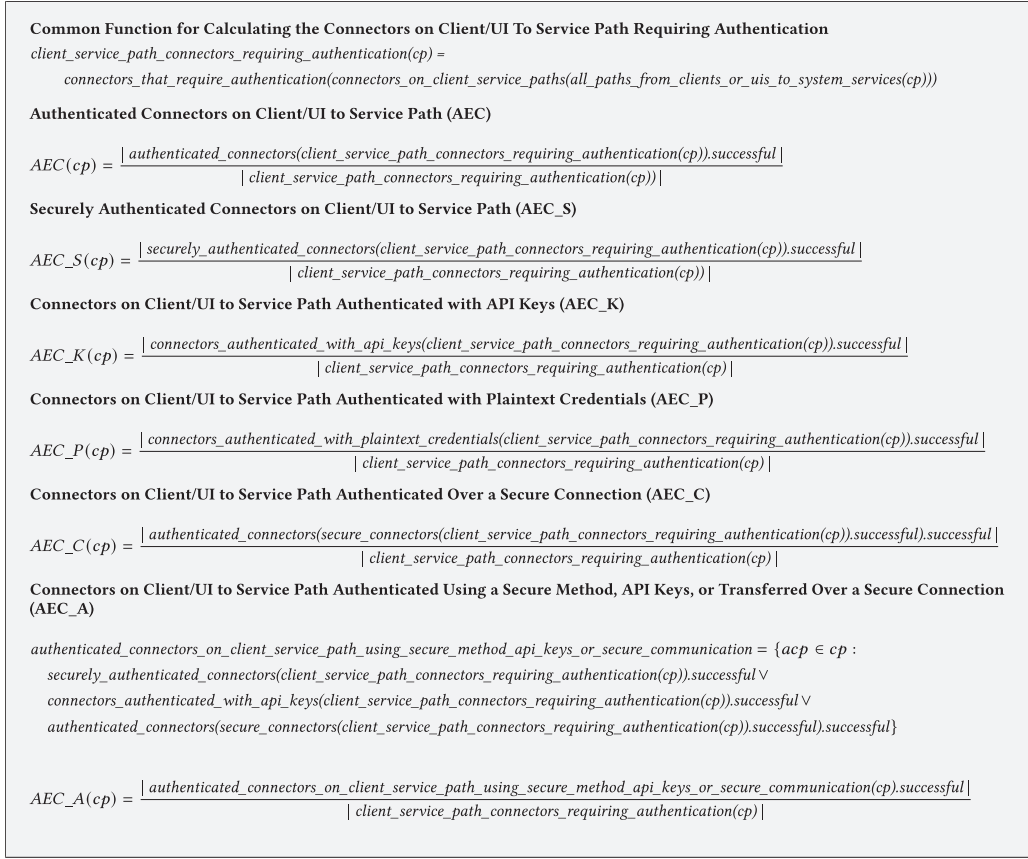 Common Function for Calculating the Connectors on Client/UI To Service Path Requiring Authentication
client_service_path_connectors_requiring_authentication(cp) =
connectors_that_require_authentication(connectors_on_client_service_paths(all_paths_from_clients_or_uis_to_system_services(cp)))
Authenticated Connectors on Client/UI to Service Path (AEC)
AEC(cp) = | authenticated_connectors(client_service_path_connectors_requiring_authentication(cp)).successful |
| client_service_path_connectors_requiring_authentication(cp)) |
Securely Authenticated Connectors on Client/UI to Service Path (AEC_S)
AEC_S(cp) = | securely_authenticated_connectors(client_service_path_connectors_requiring_authentication(cp)).successful |
| client_service_path_connectors_requiring_authentication(cp)) |
Connectors on Client/UI to Service Path Authenticated with API Keys (AEC_K)
AEC_K(cp) = | connectors_authenticated_with_api_keys(client_service_path_connectors_requiring_authentication(cp)).successful |
| client_service_path_connectors_requiring_authentication(cp) |
Connectors on Client/UI to Service Path Authenticated with Plaintext Credentials (AEC_P)
AEC_P(cp) = | connectors_authenticated_with_plaintext_credentials(client_service_path_connectors_requiring_authentication(cp)).successful |
| client_service_path_connectors_requiring_authentication(cp) |
Connectors on Client/UI to Service Path Authenticated Over a Secure Connection (AEC_C)
AEC_C(cp) = | authenticated_connectors(secure_connectors(client_service_path_connectors_requiring_authentication(cp)).successful).successful |
| client_service_path_connectors_requiring_authentication(cp) |
Connectors on Client/UI to Service Path Authenticated Using a Secure Method, API Keys, or Transferred Over a Secure Connection
(AEC_A)
authenticated_connectors_on_client_service_path_using_secure_method_api_keys_or_secure_communication = {acp ∈ cp :
securely_authenticated_connectors(client_service_path_connectors_requiring_authentication(cp)).successful ∨
connectors_authenticated_with_api_keys(client_service_path_connectors_requiring_authentication(cp)).successful ∨
authenticated_connectors(secure_connectors(client_service_path_connectors_requiring_authentication(cp)).successful).successful}
AEC_A(cp) = | authenticated_connectors_on_client_service_path_using_secure_method_api_keys_or_secure_communication(cp).successful |
| client_service_path_connectors_requiring_authentication(cp) |